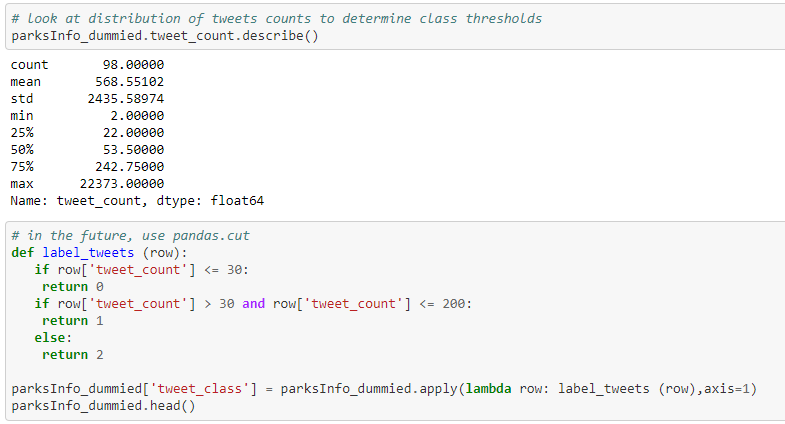 # look at distribution of tweets counts to determine class thresholds
parksInfo_dummied.tweet_count.describe()
count 98.00000
mean 568.55102
std 2435.58974
min 2.00000
25% 22.00000
50% 53.50000
75% 242.75000
max 22373.00000
Name: tweet_count, dtype: float64
# in the future, use pandas.cut
def label_tweets (row):
if row['tweet_count'] <= 30:
return 0
if row['tweet_count'] > 30 and row['tweet_count'] <= 200:
return 1
else:
return 2
parksInfo_dummied['tweet_class'] = parksInfo_dummied.apply(lambda row: label_tweets (row),axis=1)
parksInfo_dummied.head()